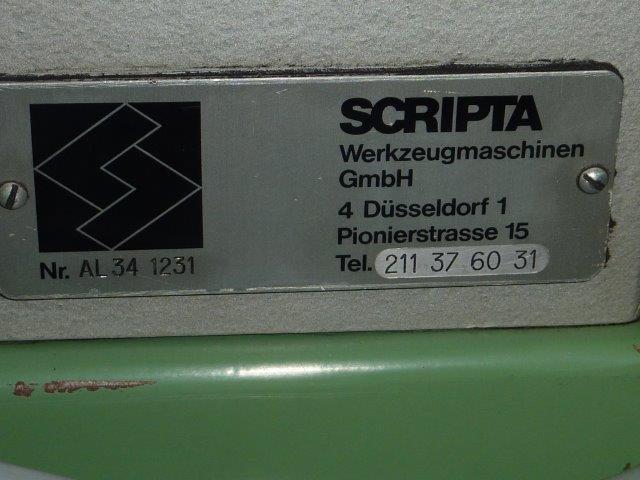 SCRIPTA
Werkzeugmaschinen
GmbH
4 Düsseldorf 1
Pionierstrasse 15
Tel. 211 37 60 31
Nr. AL 34 1231